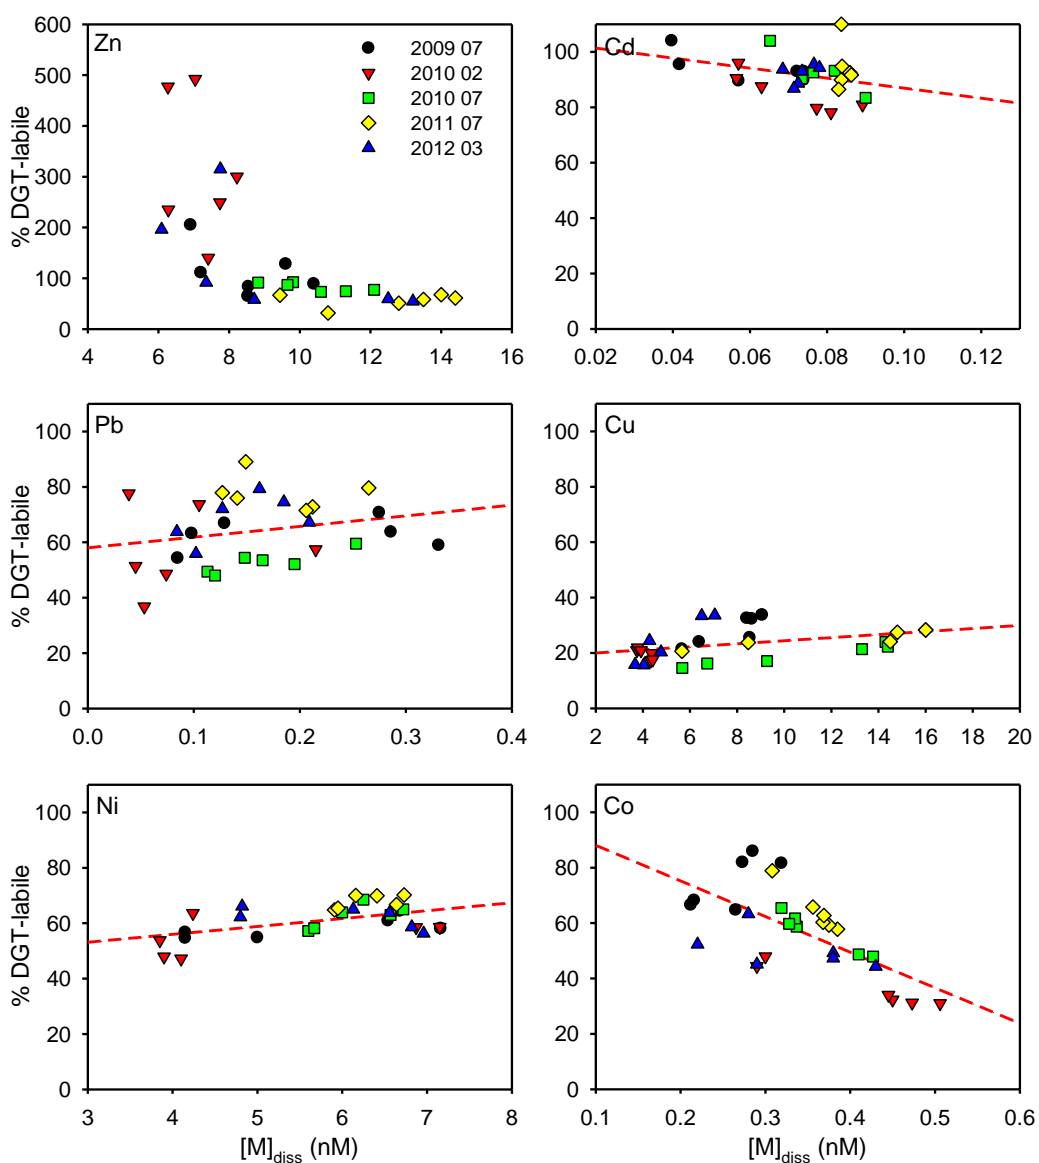 Zn
600
500
400
300
200
100
0
% DGT-labile
2009 07
2010 02
2010 07
2011 07
2012 03
4 6 8 10 12 14 16
Cd
100
80
60
40
20
0
0.02 0.04 0.06 0.08 0.10 0.12
Pb
100
80
60
40
20
0
% DGT-labile
0.0 0.1 0.2 0.3 0.4
Cu
100
80
60
40
20
0
2 4 6 8 10 12 14 16 18 20
Ni
100
80
60
40
20
0
% DGT-labile
3 4 5 6 7 8
[M]diss (nM)
Co
100
80
60
40
20
0
0.1 0.2 0.3 0.4 0.5 0.6
[M]diss (nM)